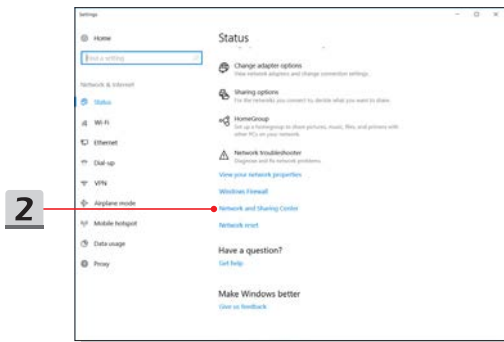 Settings
Home
Find a setting
Network & Internet
Status
Wi-Fi
Ethernet
Dial-up
VPN
Airplane mode
Mobile hotspot
Data usage
Proxy
2
Status
Change adapter options
View network adapters and change connection settings.
Sharing options
For the networks you connect to, decide what you want to share.
HomeGroup
Set up a homegroup to share pictures, music, files, and printers with
other PCs on your network.
Network troubleshooter
Diagnose and fix network problems.
View your network properties
Windows Firewall
Network and Sharing Center
Network reset
Have a question?
Get help
Make Windows better
Give us feedback